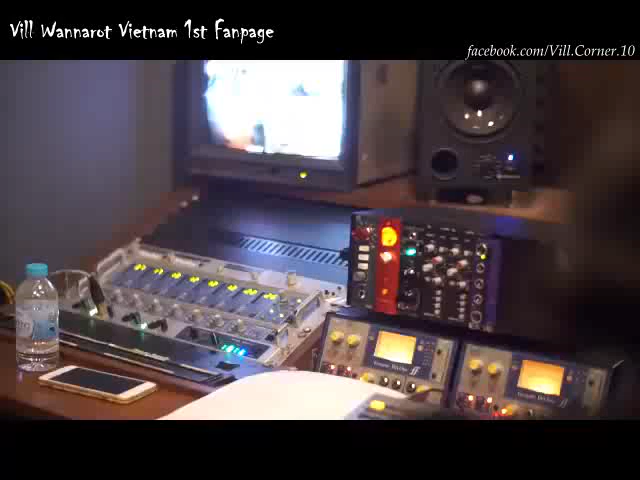 Vill Wannarot Vietnam 1st Fanpage
facebook.com/Vill.Corner.10